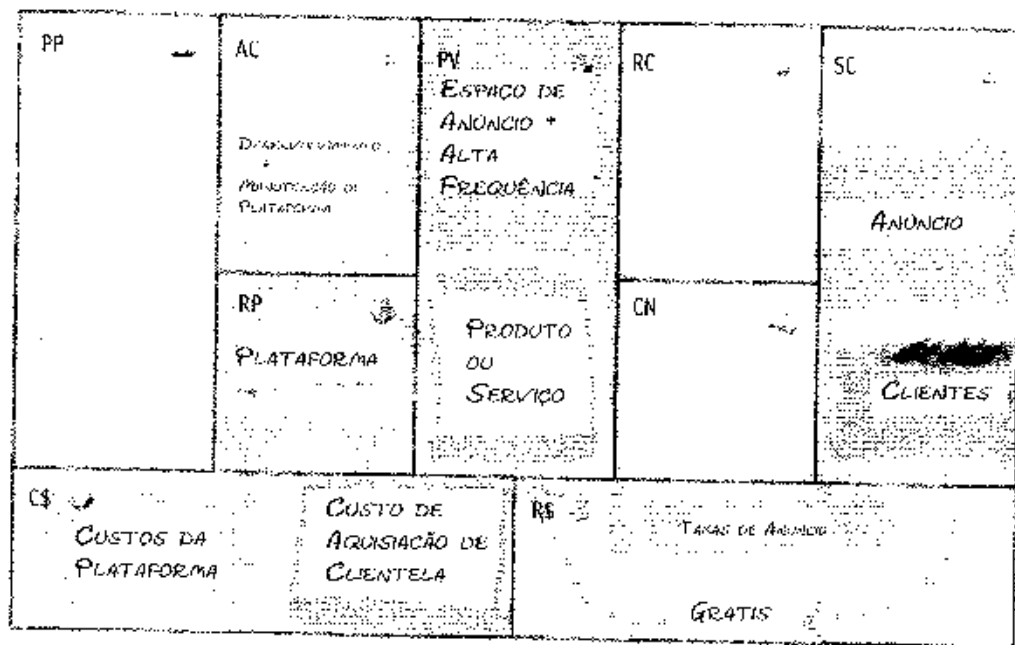 PP
AC
DESENVOLVIMENTO
+
MANUTENÇÃO DE
PLATAFORMA
RP
PLATAFORMA
PV
ESPAÇO DE
ANÚNCIO +
ALTA
FREQUÊNCIA
PRODUTO
OU
SERVIÇO
RC
CN
SC
ANÚNCIO
CLIENTES
C$
CUSTOS DA
PLATAFORMA
CUSTO DE
AQUISIAÇÃO DE
CLIENTELA
R$
TAXAS DE ANÚNCIO
GRATIS